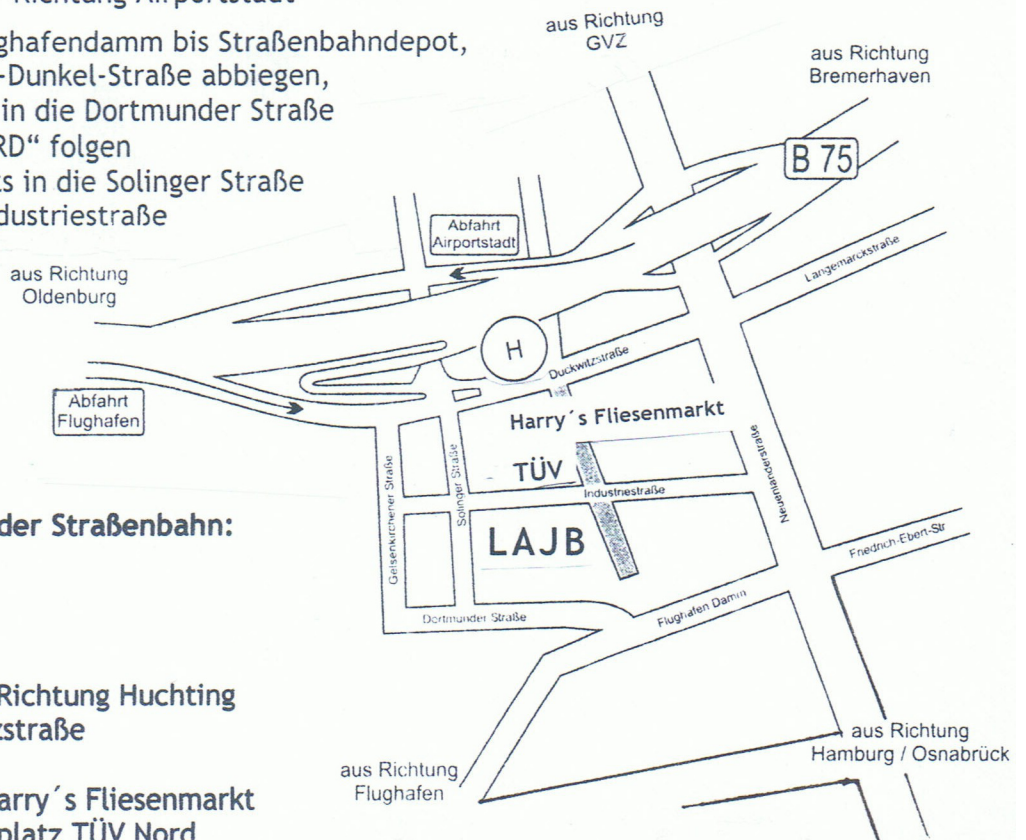 Richtung Airportstadt
ghafendamm bis Straßenbahndepot,
-Dunkel-Straße abbiegen,
in die Dortmunder Straße
RD“ folgen
s in die Solinger Straße
dustriestraße
aus Richtung
GVZ
aus Richtung
Bremerhaven
B 75
Abfahrt
Airportstadt
Langemarckstraße
aus Richtung
Oldenburg
H
Duckwitzstraße
Abfahrt
Flughafen
Harry´s Fliesenmarkt
TÜV
Industriestraße
Gelsenkirchener Straße
Solinger Straße
Neuenlanderstraße
LAJB
Friedrich-Ebert-Str
Flughafen Damm
Dortmunder Straße
der Straßenbahn:
Richtung Huchting
zstraße
aus Richtung
Hamburg / Osnabrück
aus Richtung
Flughafen
arry´s Fliesenmarkt
platz TÜV Nord